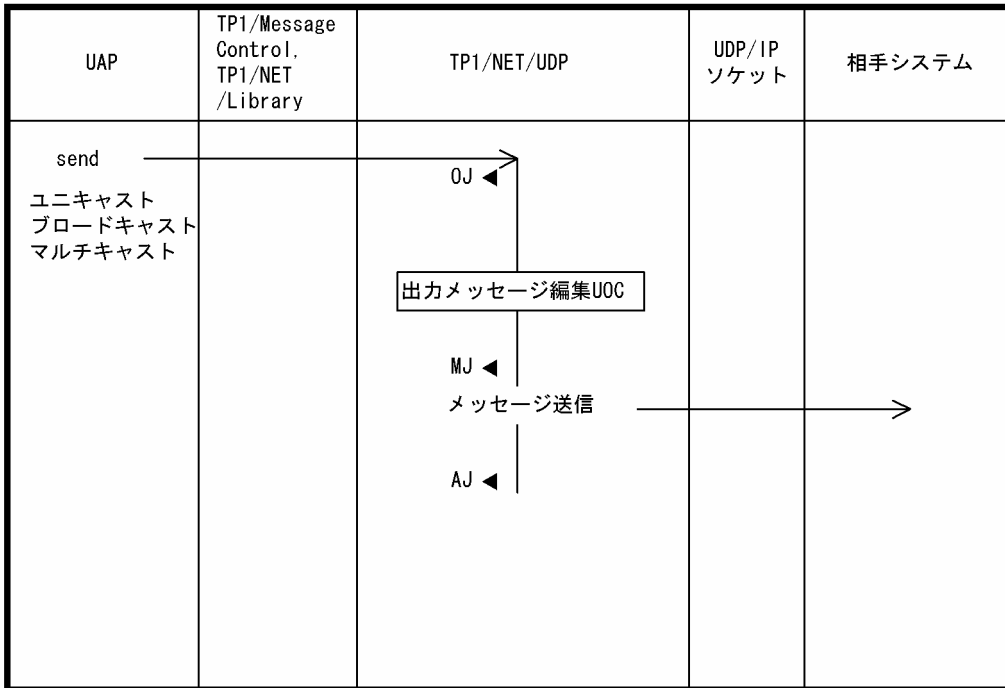 UAP
TP1/Message
Control,
TP1/NET
/Library
TP1/NET/UDP
UDP/IP
ソケット
相手システム
send
ユニキャスト
ブロードキャスト
マルチキャスト
OJ
出力メッセージ編集UOC
MJ
メッセージ送信
AJ